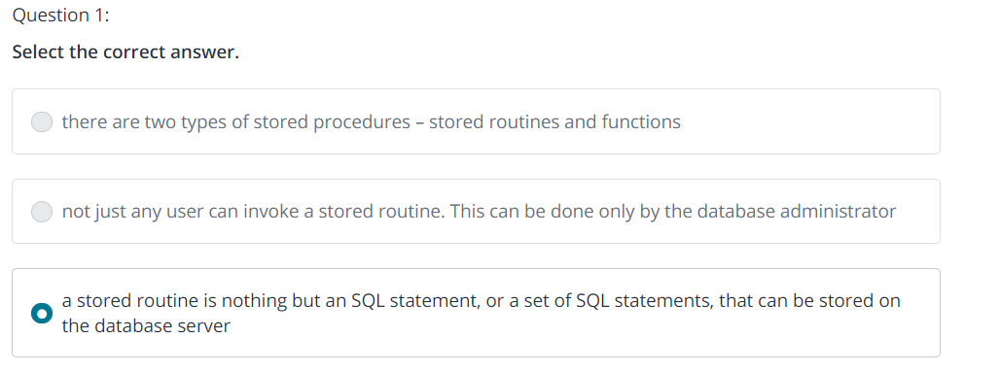 Question 1:
Select the correct answer.
there are two types of stored procedures – stored routines and functions
not just any user can invoke a stored routine. This can be done only by the database administrator
a stored routine is nothing but an SQL statement, or a set of SQL statements, that can be stored on
the database server